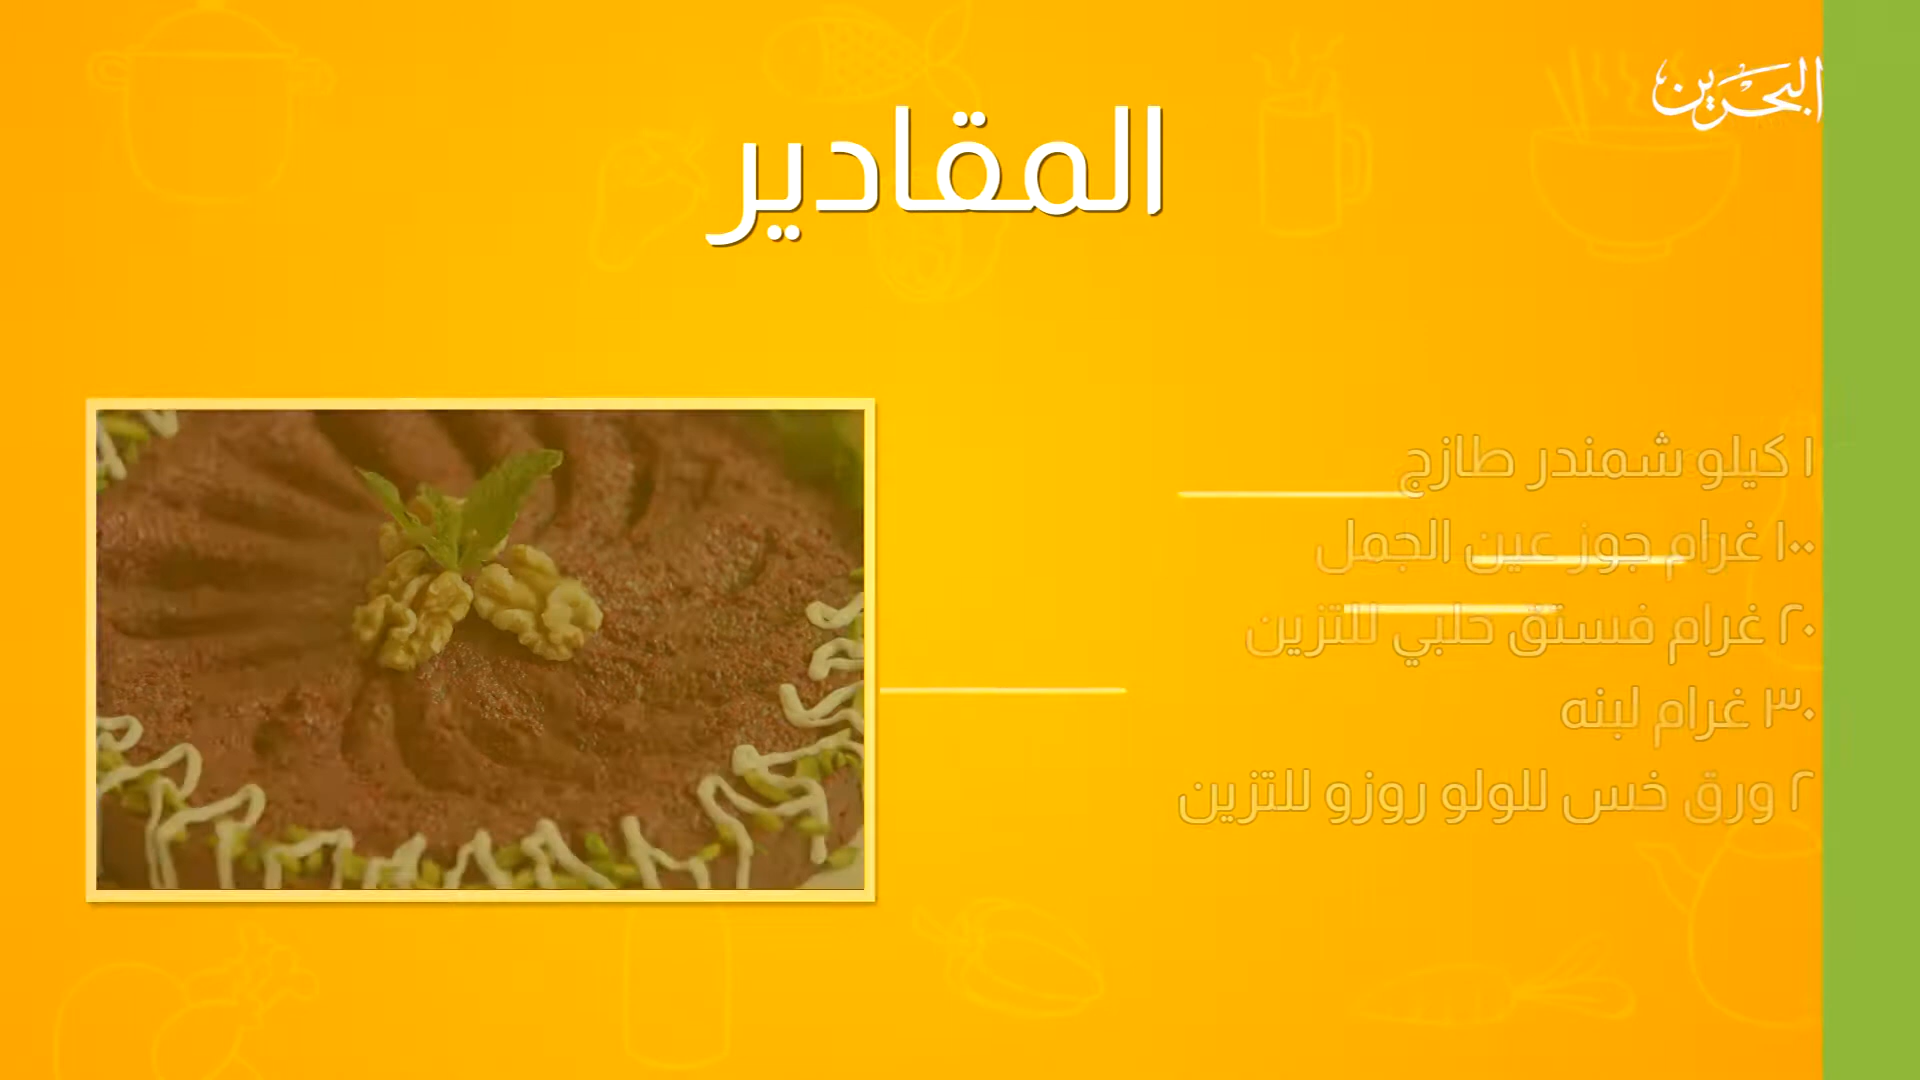 البحرين
المقادير
١ كيلو شمندر طازج
١٠٠ غرام جوز عين الجمل
٢٠ غرام فستق حلبي للتزين
٣٠ غرام لبنه
٢ ورق خس للولو روزو للتزين